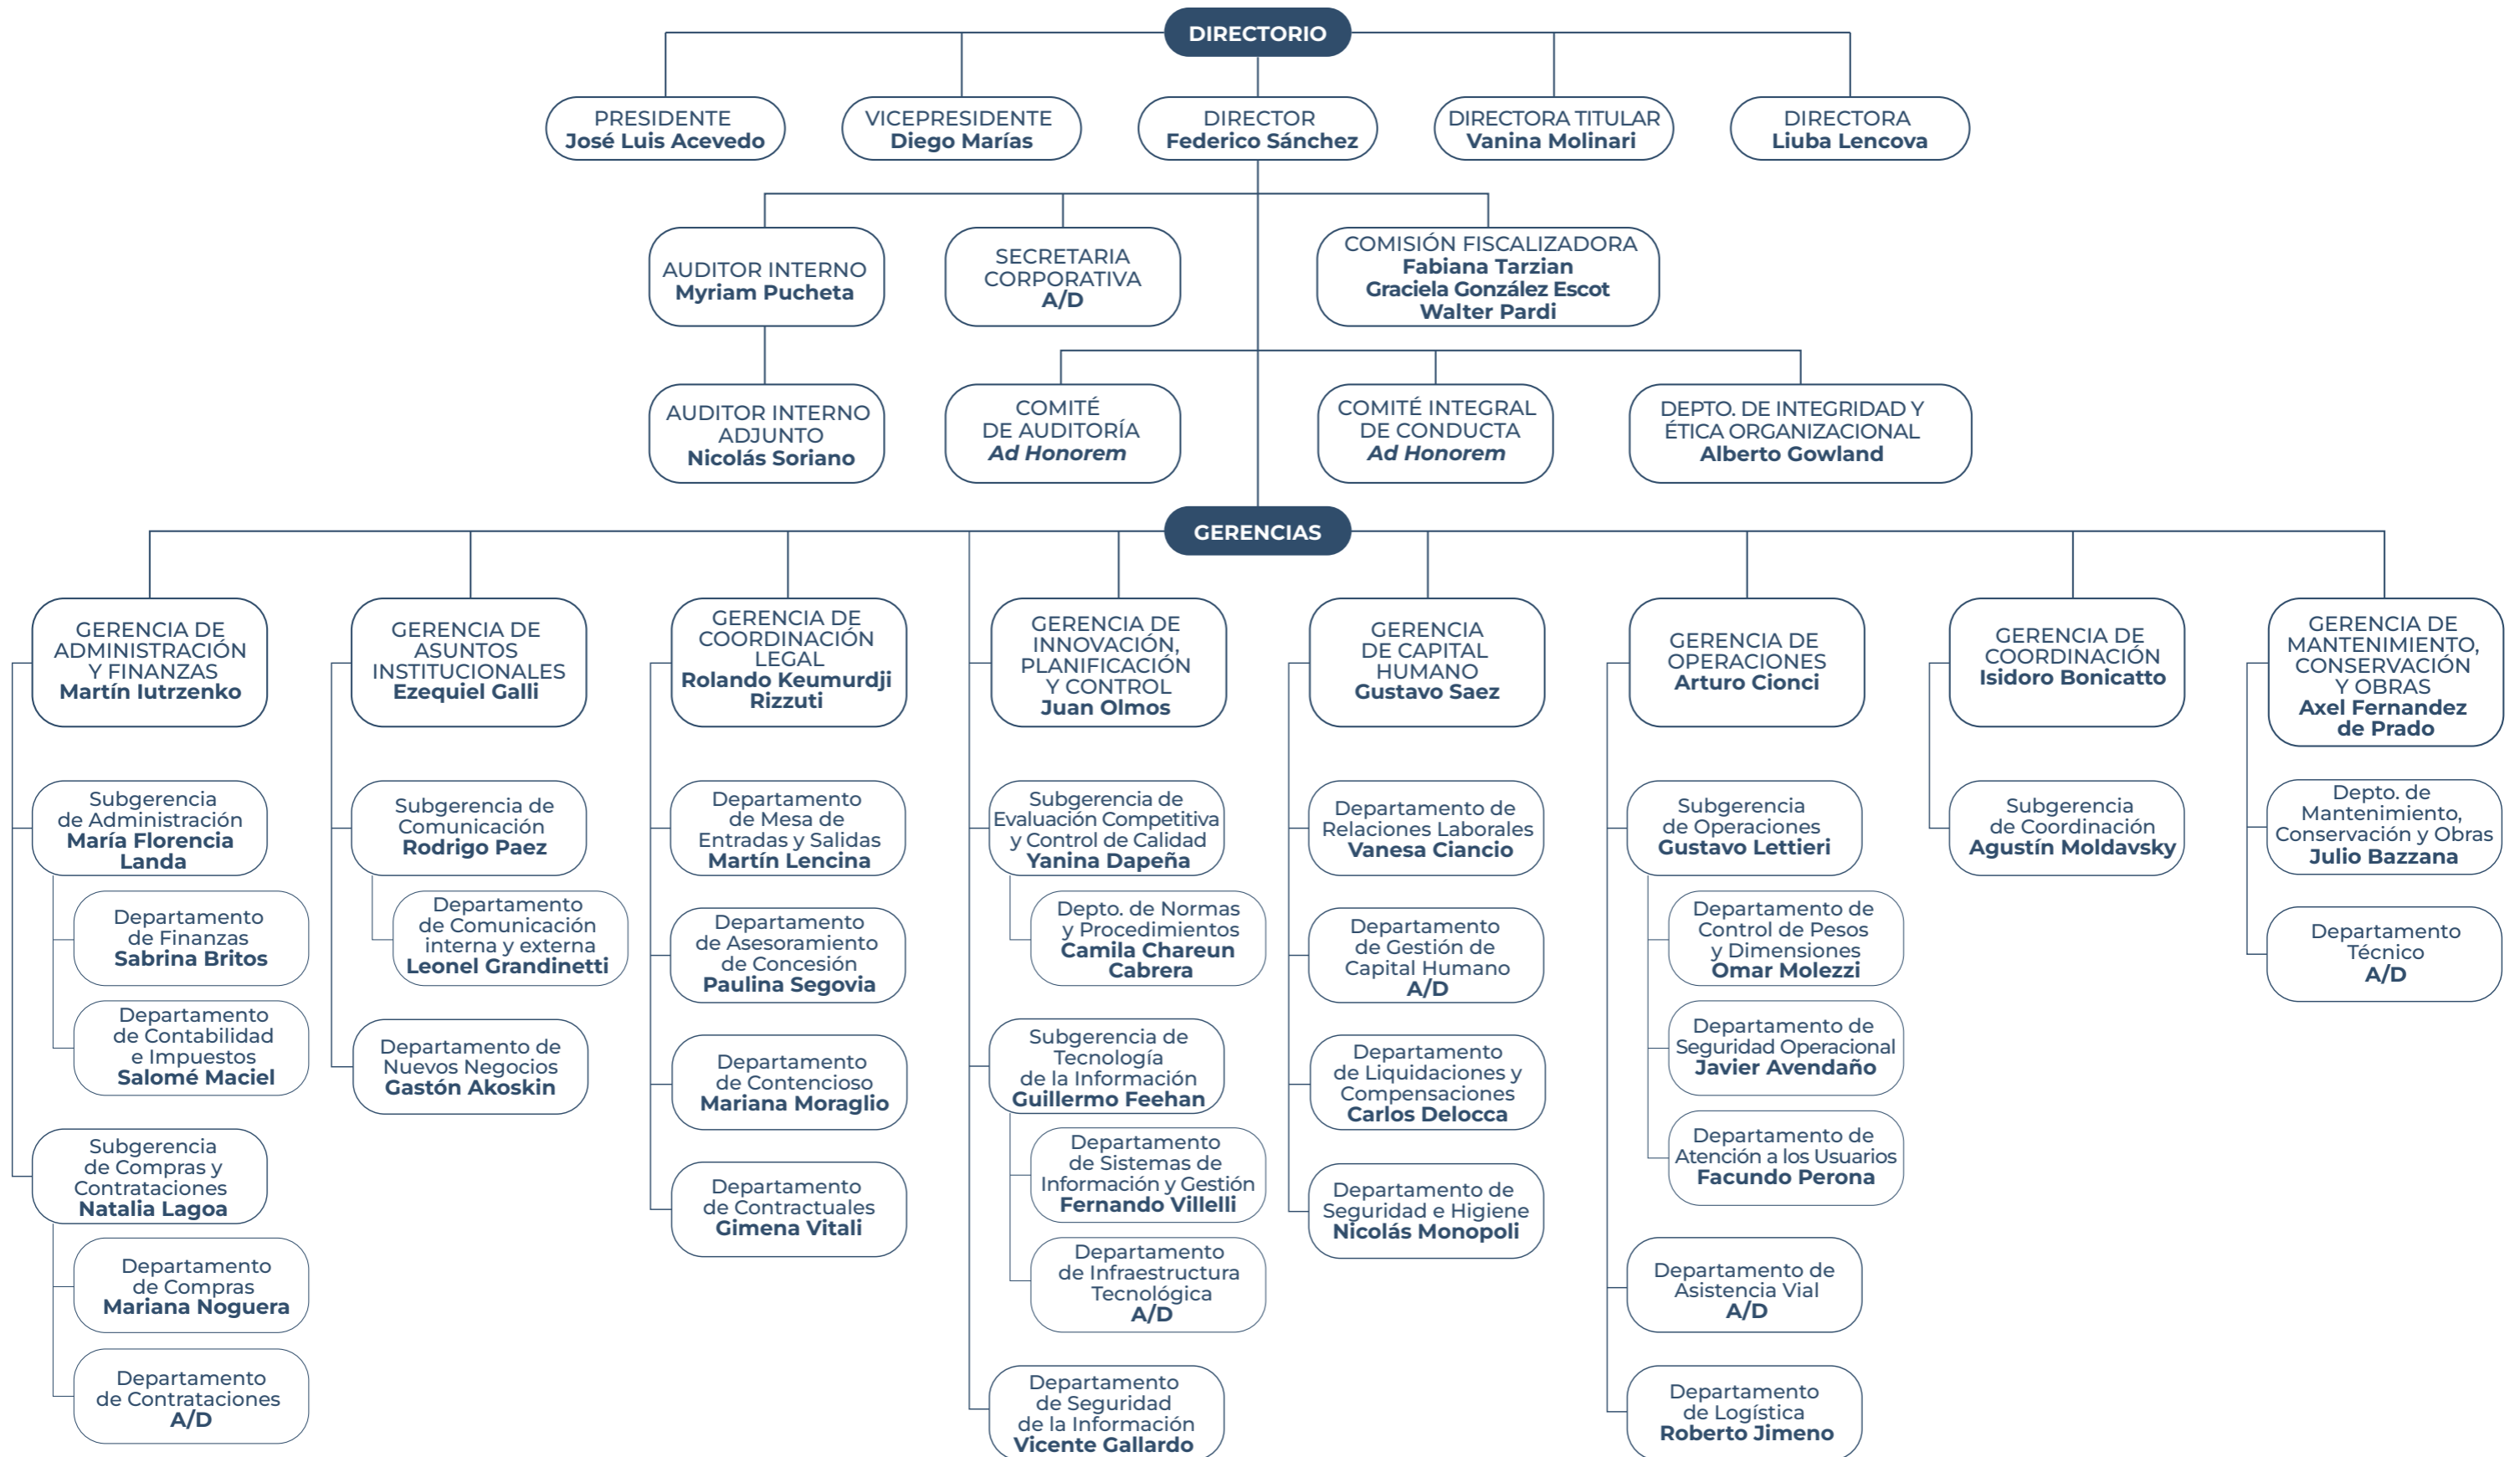 DIRECTORIO
PRESIDENTE
José Luis Acevedo
VICEPRESIDENTE
Diego Marías
DIRECTOR
Federico Sánchez
DIRECTORA TITULAR
Vanina Molinari
DIRECTORA
Liuba Lencova
AUDITOR INTERNO
Myriam Pucheta
SECRETARIA
CORPORATIVA
A/D
COMISIÓN FISCALIZADORA
Fabiana Tarzian
Graciela González Escot
Walter Pardi
AUDITOR INTERNO
ADJUNTO
Nicolás Soriano
COMITÉ
DE AUDITORÍA
Ad Honorem
COMITÉ INTEGRAL
DE CONDUCTA
Ad Honorem
DEPTO. DE INTEGRIDAD Y
ÉTICA ORGANIZACIONAL
Alberto Gowland
GERENCIAS
GERENCIA DE
ADMINISTRACIÓN
Y FINANZAS
Martín Iutrzenko
Subgerencia
de Administración
María Florencia
Landa
Departamento
de Finanzas
Sabrina Britos
Departamento
de Contabilidad
e Impuestos
Salomé Maciel
Subgerencia
de Compras y
Contrataciones
Natalia Lagoa
Departamento
de Compras
Mariana Noguera
Departamento
de Contrataciones
A/D
GERENCIA DE
ASUNTOS
INSTITUCIONALES
Ezequiel Galli
Subgerencia de
Comunicación
Rodrigo Paez
Departamento
de Comunicación
interna y externa
Leonel Grandinetti
Departamento de
Nuevos Negocios
Gastón Akoskin
GERENCIA DE
COORDINACIÓN
LEGAL
Rolando Keumurdji
Rizzuti
Departamento
de Mesa de
Entradas y Salidas
Martín Lencina
Departamento
de Asesoramiento
de Concesión
Paulina Segovia
Departamento
de Contencioso
Mariana Moraglio
Departamento
de Contractuales
Gimena Vitali
GERENCIA DE
INNOVACIÓN,
PLANIFICACIÓN
Y CONTROL
Juan Olmos
Subgerencia de
Evaluación Competitiva
y Control de Calidad
Yanina Dapeña
Depto. de Normas
y Procedimientos
Camila Chareun
Cabrera
Subgerencia de
Tecnología
de la Información
Guillermo Feehan
Departamento
de Sistemas de
Información y Gestión
Fernando Villelli
Departamento
de Infraestructura
Tecnológica
A/D
Departamento
de Seguridad
de la Información
Vicente Gallardo
GERENCIA
DE CAPITAL
HUMANO
Gustavo Saez
Departamento de
Relaciones Laborales
Vanesa Ciancio
Departamento
de Gestión de
Capital Humano
A/D
Departamento
de Liquidaciones y
Compensaciones
Carlos Delocca
Departamento de
Seguridad e Higiene
Nicolás Monopoli
GERENCIA DE
OPERACIONES
Arturo Cionci
Subgerencia
de Operaciones
Gustavo Lettieri
Departamento de
Control de Pesos
y Dimensiones
Omar Molezzi
Departamento de
Seguridad Operacional
Javier Avendaño
Departamento de
Atención a los Usuarios
Facundo Perona
Departamento de
Asistencia Vial
A/D
Departamento
de Logística
Roberto Jimeno
GERENCIA DE
COORDINACIÓN
Isidoro Bonicatto
Subgerencia
de Coordinación
Agustín Moldavsky
GERENCIA DE
MANTENIMIENTO,
CONSERVACIÓN
Y OBRAS
Axel Fernandez
de Prado
Depto. de
Mantenimiento,
Conservación y Obras
Julio Bazzana
Departamento
Técnico
A/D